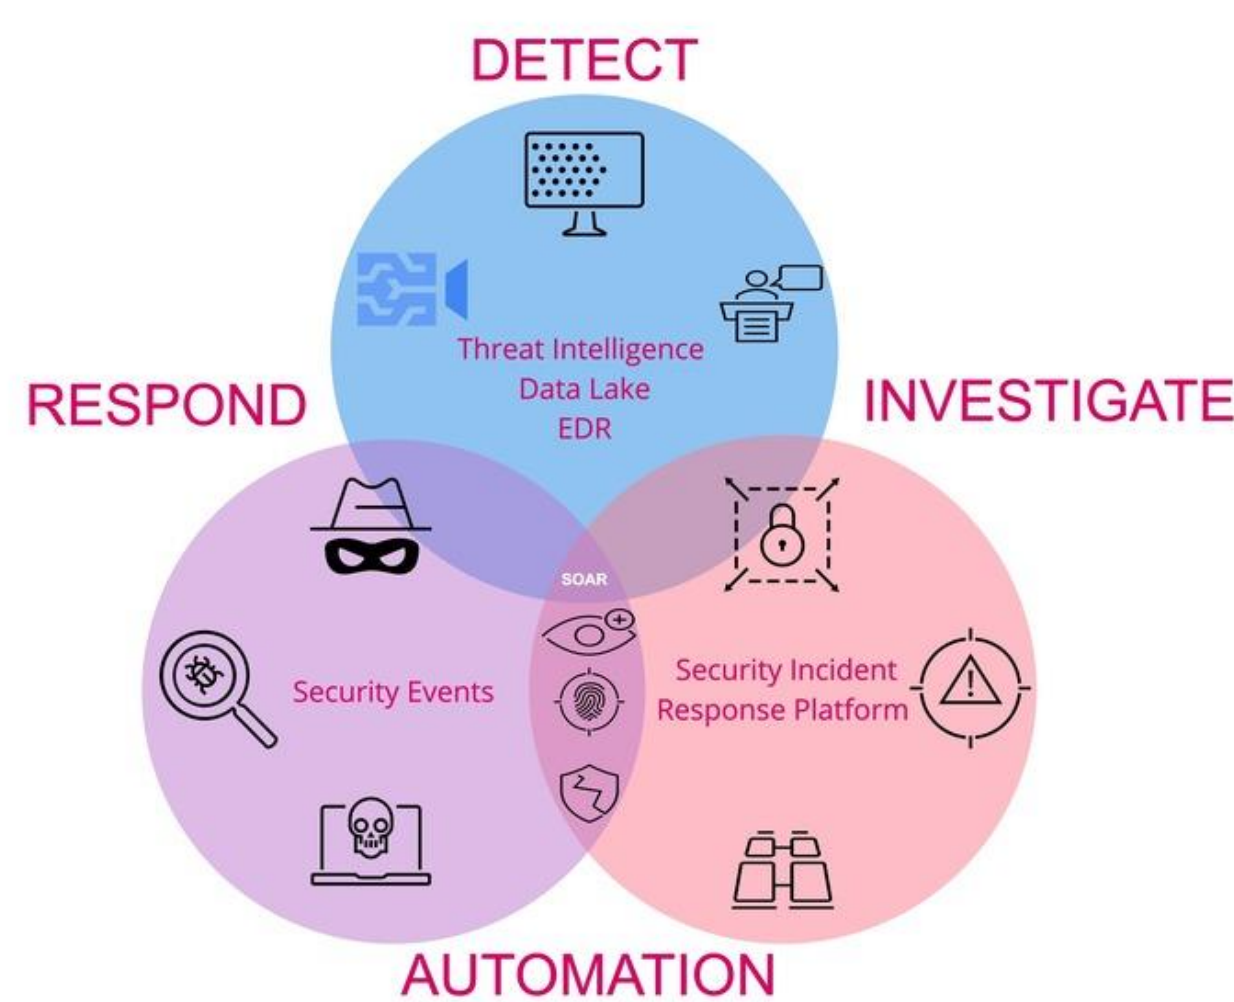 DETECT
Threat Intelligence
Data Lake
EDR
RESPOND
INVESTIGATE
SOAR
Security Events
Security Incident
Response Platform
AUTOMATION